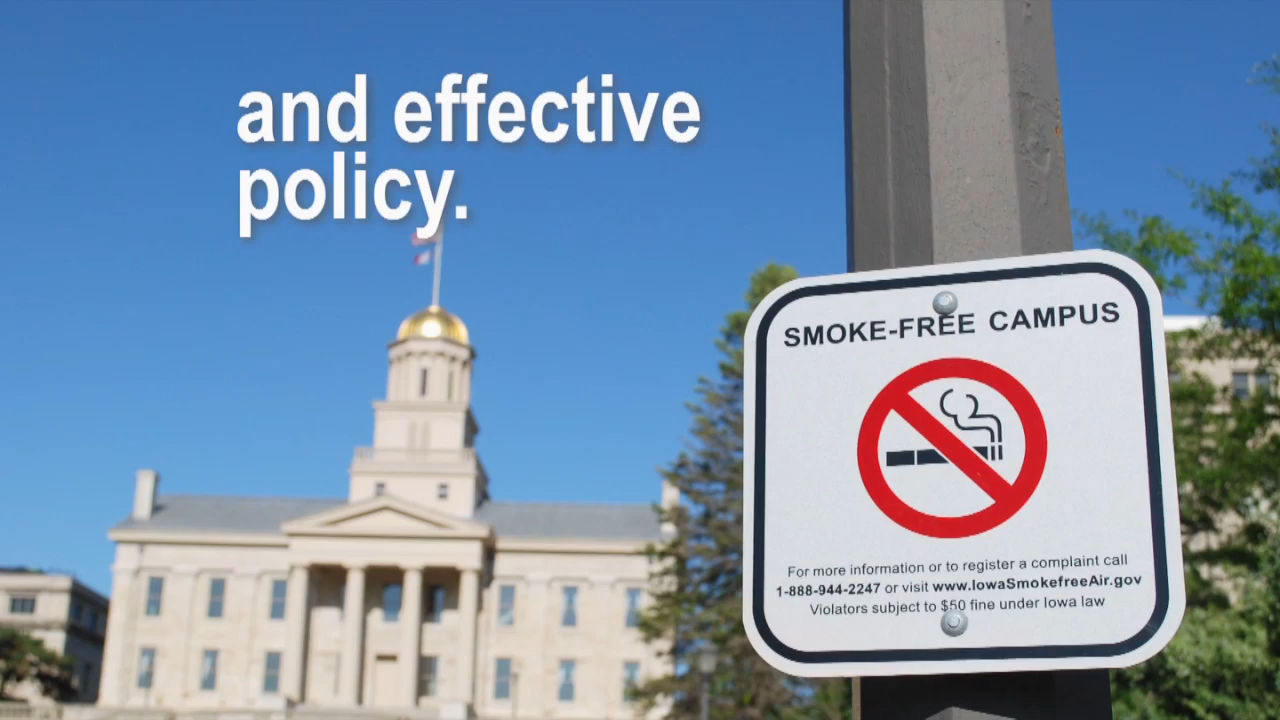 and effective
policy.
SMOKE-FREE CAMPUS
For more information or to register a complaint call
1-888-944-2247 or visit www.IowaSmokefreeAir.gov
Violators subject to $50 fine under Iowa law